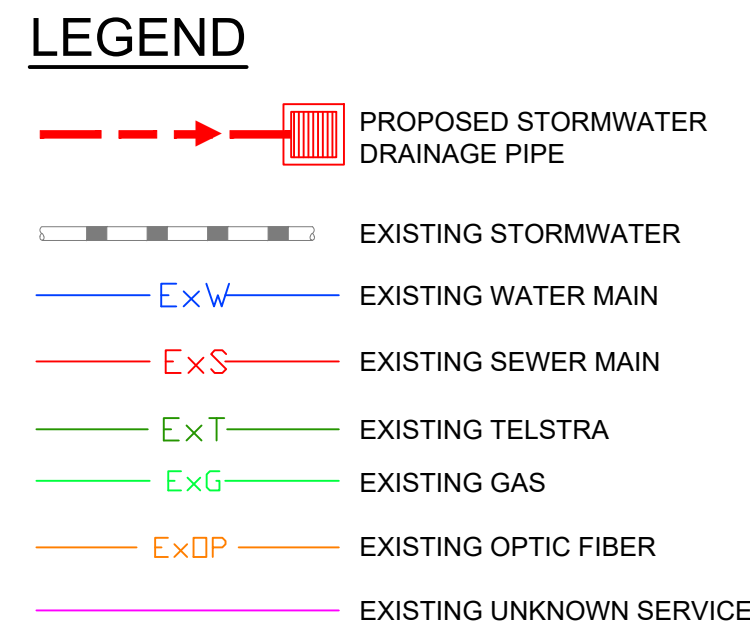 LEGEND
PROPOSED STORMWATER
DRAINAGE PIPE
EXISTING STORMWATER
ExW EXISTING WATER MAIN
ExS EXISTING SEWER MAIN
ExT EXISTING TELSTRA
ExG EXISTING GAS
ExOP EXISTING OPTIC FIBER
EXISTING UNKNOWN SERVICE